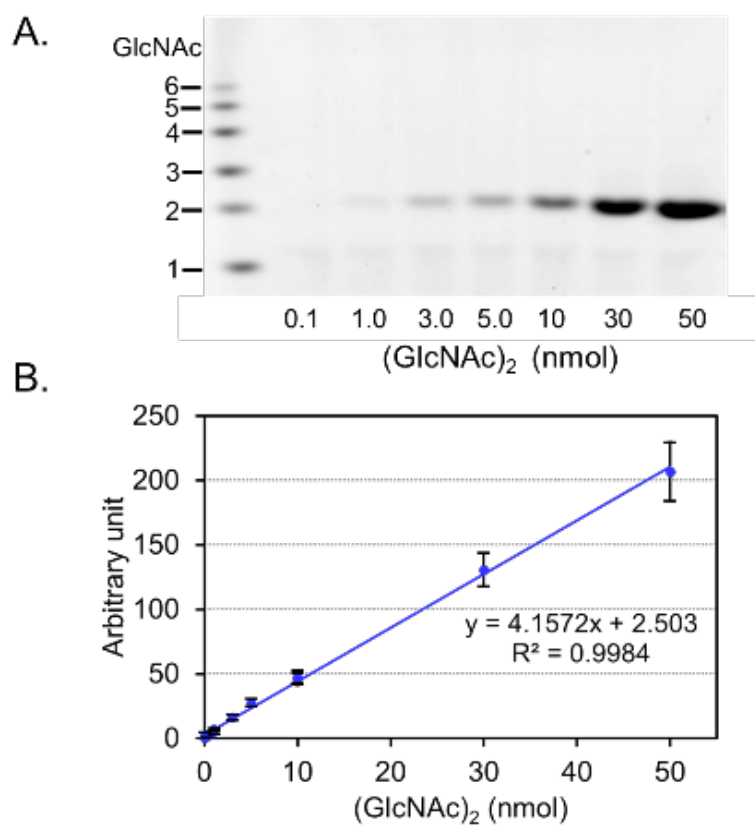 A.
GlcNAc
6
5
4
3
2
1
0.1 1.0 3.0 5.0 10 30 50
(GlcNAc)₂ (nmol)
B.
250
200
150
100
50
0
Arbitrary unit
y = 4.1572x + 2.503
R² = 0.9984
0 10 20 30 40 50
(GlcNAc)₂ (nmol)